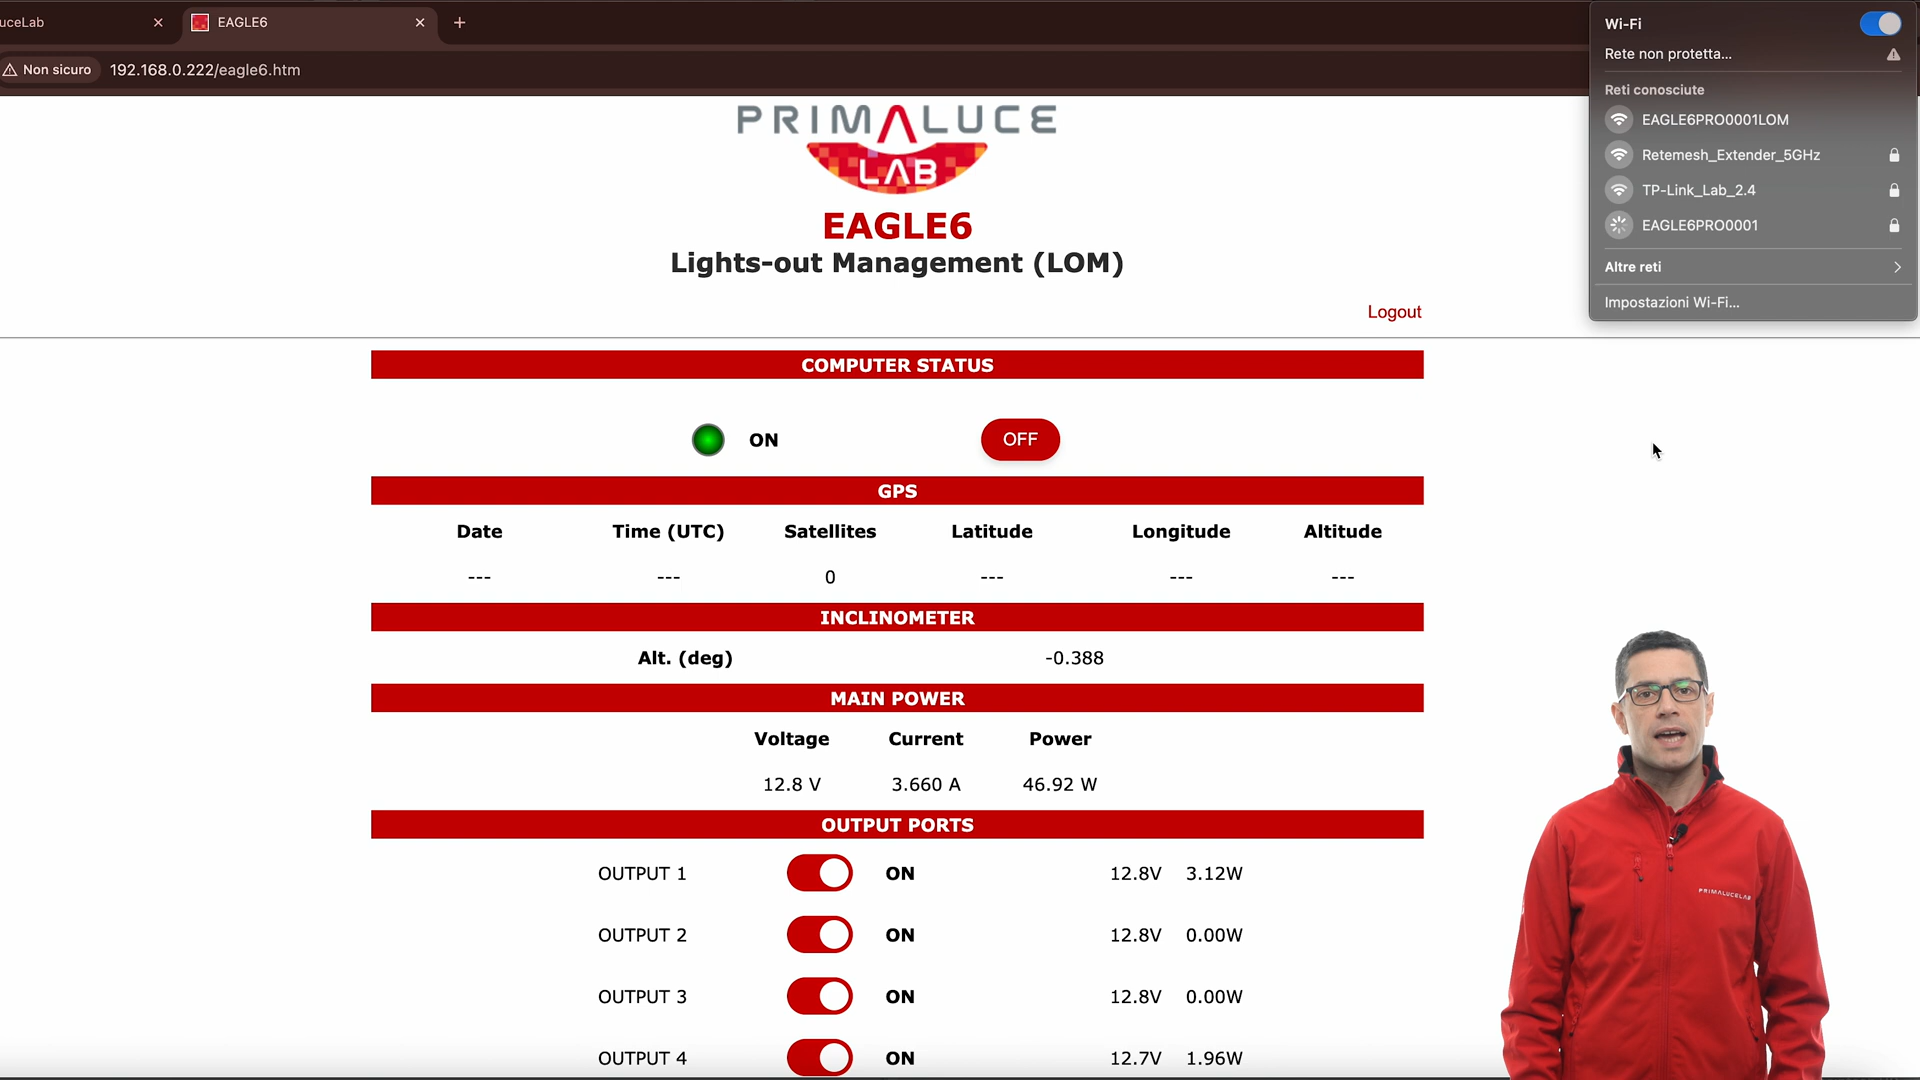 uceLab
EAGLE6
Non sicuro
192.168.0.222/eagle6.htm
Wi-Fi
Rete non protetta...
Reti conosciute
EAGLE6PRO0001LOM
Retemesh_Extender_5GHz
TP-Link_Lab_2.4
EAGLE6PRO0001
Altre reti
Impostazioni Wi-Fi...
PRIMALUCE
LAB
EAGLE6
Lights-out Management (LOM)
Logout
COMPUTER STATUS
ON OFF
GPS
Date Time (UTC) Satellites Latitude Longitude Altitude
--- --- 0 --- --- ---
INCLINOMETER
Alt. (deg) -0.388
MAIN POWER
Voltage Current Power
12.8 V 3.660 A 46.92 W
OUTPUT PORTS
OUTPUT 1 ON 12.8V 3.12W
OUTPUT 2 ON 12.8V 0.00W
OUTPUT 3 ON 12.8V 0.00W
OUTPUT 4 ON 12.7V 1.96W
PRIMALUCELAB